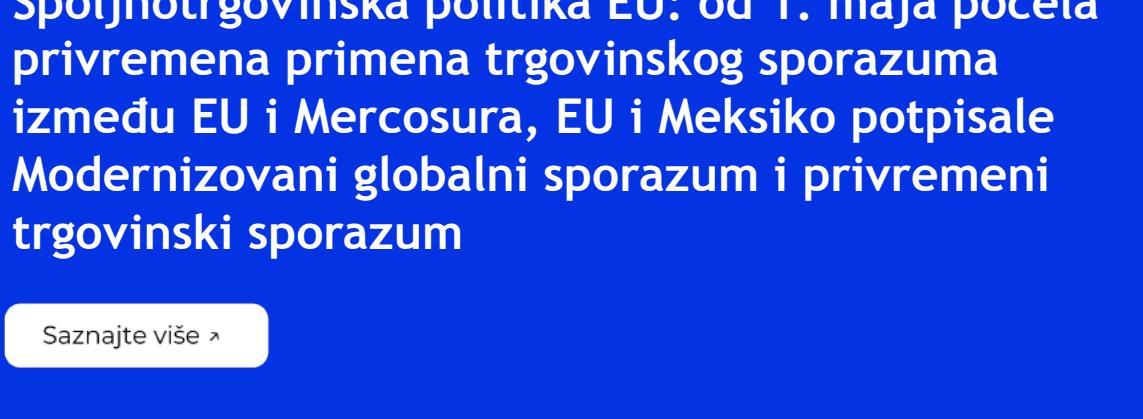 Spoljnotrgovinska politika EU: od 1. maja počela
privremena primena trgovinskog sporazuma
između EU i Mercosura, EU i Meksiko potpisale
Modernizovani globalni sporazum i privremeni
trgovinski sporazum
Saznajte više ↗